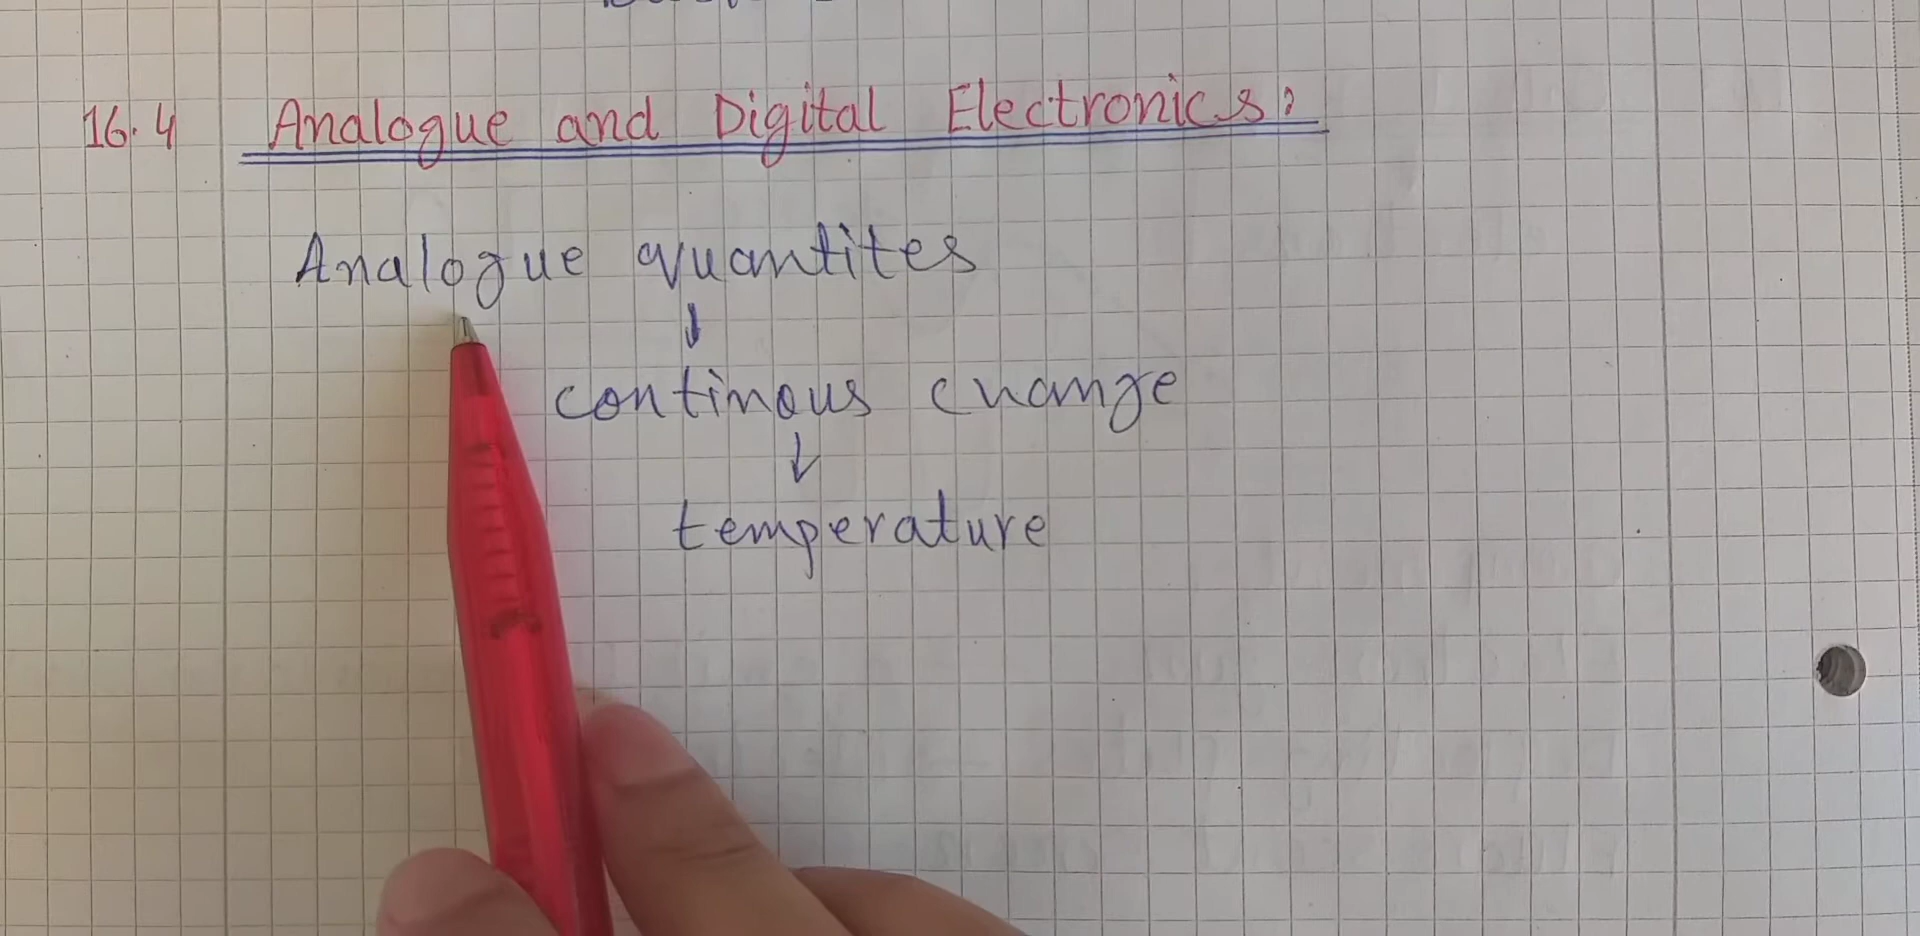 16.4 Analogue and Digital Electronics:
Analogue quantites
↓
continous change
↓
temperature